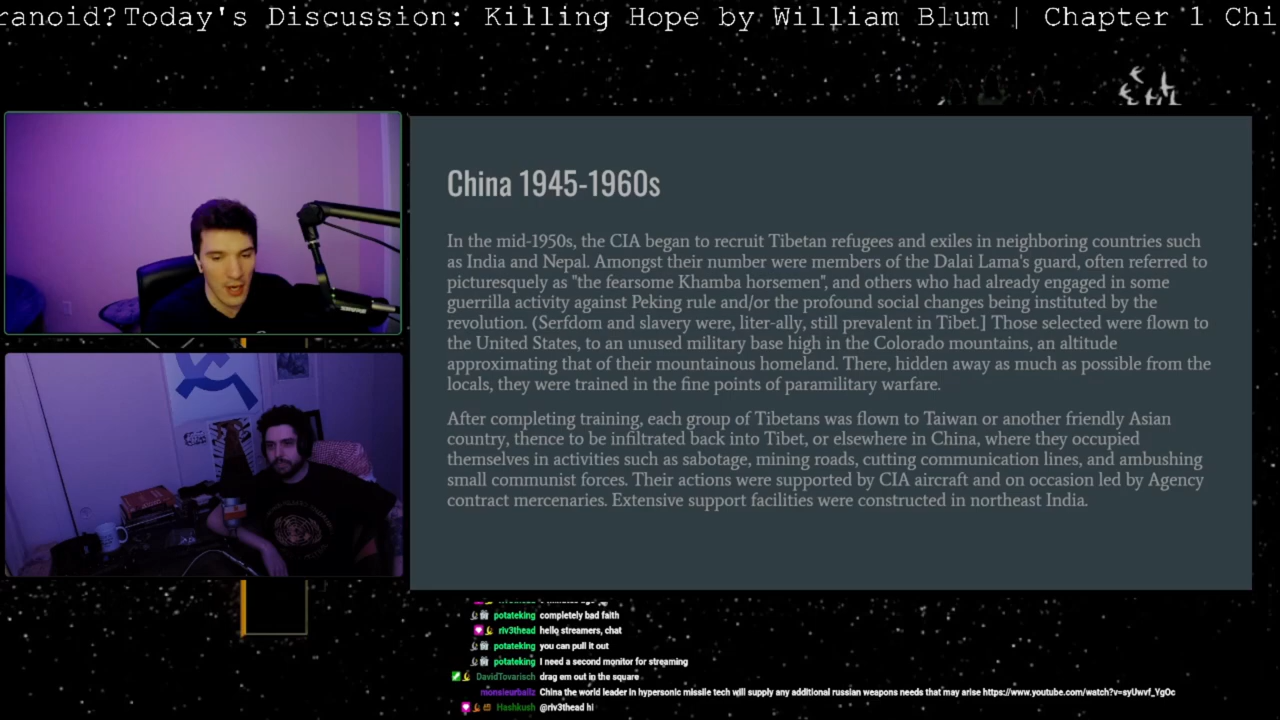 ranoid?Today's Discussion: Killing Hope by William Blum | Chapter 1 Chi
China 1945-1960s
In the mid-1950s, the CIA began to recruit Tibetan refugees and exiles in neighboring countries such
as India and Nepal. Amongst their number were members of the Dalai Lama's guard, often referred to
picturesquely as "the fearsome Khamba horsemen", and others who had already engaged in some
guerrilla activity against Peking rule and/or the profound social changes being instituted by the
revolution. (Serfdom and slavery were, liter-ally, still prevalent in Tibet.] Those selected were flown to
the United States, to an unused military base high in the Colorado mountains, an altitude
approximating that of their mountainous homeland. There, hidden away as much as possible from the
locals, they were trained in the fine points of paramilitary warfare.
After completing training, each group of Tibetans was flown to Taiwan or another friendly Asian
country, thence to be infiltrated back into Tibet, or elsewhere in China, where they occupied
themselves in activities such as sabotage, mining roads, cutting communication lines, and ambushing
small communist forces. Their actions were supported by CIA aircraft and on occasion led by Agency
contract mercenaries. Extensive support facilities were constructed in northeast India.
potateking completely bad faith
riv3thead hello streamers, chat
potateking you can pull it out
potateking I need a second monitor for streaming
DavidTovarisch drag em out in the square
monsieurballz China the world leader in hypersonic missile tech will supply any additional russian weapons needs that may arise https://www.youtube.com/watch?v=syUwvf_YgOc
Hashkush @riv3thead hi